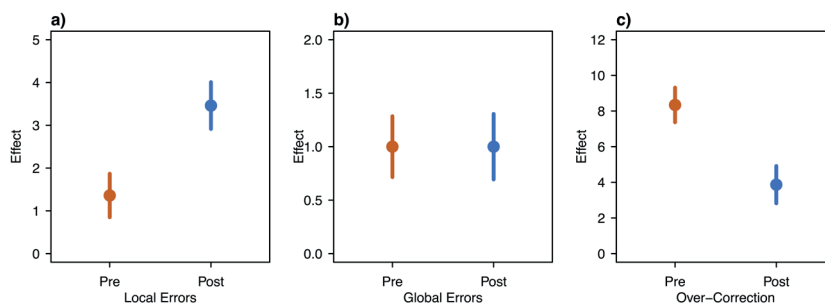 a)
5
4
3
2
1
0
Effect
Pre Post
Local Errors
b)
2.0
1.5
1.0
0.5
0.0
Effect
Pre Post
Global Errors
c)
12
10
8
6
4
2
0
Effect
Pre Post
Over−Correction